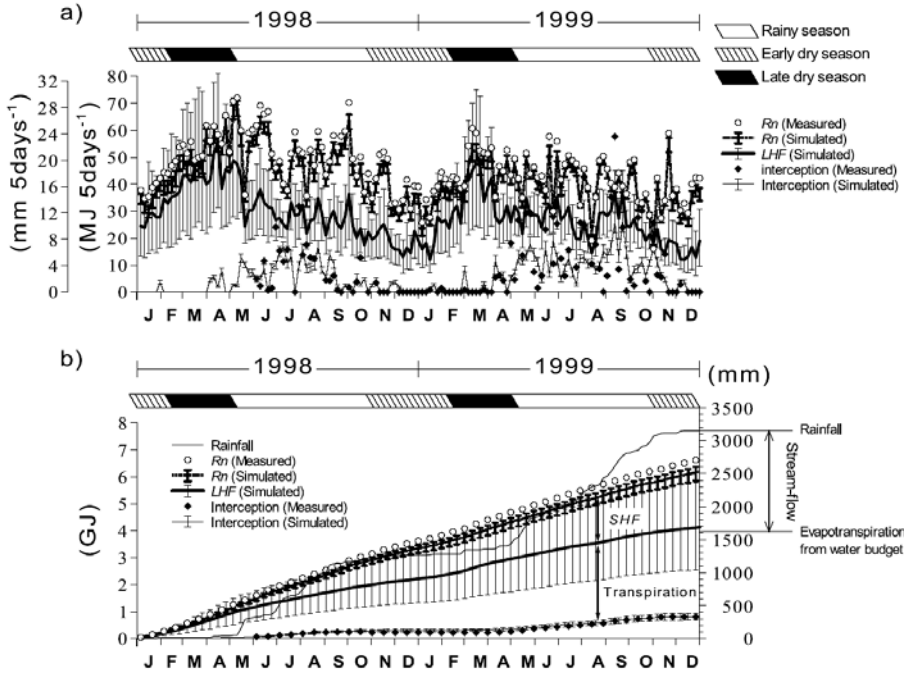 a)
1998
1999
Rainy season
Early dry season
Late dry season
(mm 5days⁻¹)
32
28
24
20
16
12
8
4
0
(MJ 5days⁻¹)
80
70
60
50
40
30
20
10
0
Rn (Measured)
Rn (Simulated)
LHF (Simulated)
interception (Measured)
Interception (Simulated)
J F M A M J J A S O N D J F M A M J J A S O N D
b)
1998
1999
(mm)
(GJ)
8
7
6
5
4
3
2
1
0
Rainfall
Rn (Measured)
Rn (Simulated)
LHF (Simulated)
Interception (Measured)
Interception (Simulated)
SHF
Transpiration
3500
3000
2500
2000
1500
1000
500
0
Rainfall
Stream-flow
Evapotranspiration
from water budget
J F M A M J J A S O N D J F M A M J J A S O N D